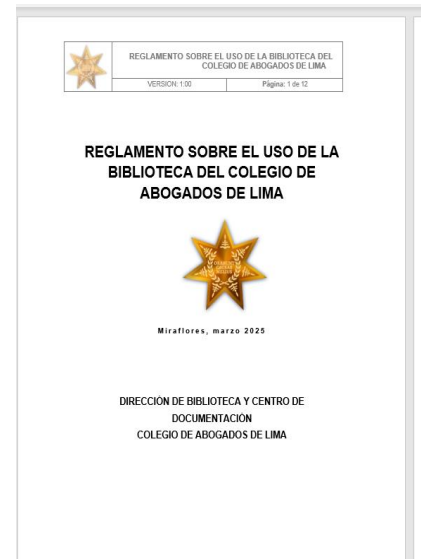 REGLAMENTO SOBRE EL USO DE LA BIBLIOTECA DEL
COLEGIO DE ABOGADOS DE LIMA
VERSION: 1.00
Página: 1 de 12
REGLAMENTO SOBRE EL USO DE LA
BIBLIOTECA DEL COLEGIO DE
ABOGADOS DE LIMA
Miraflores, marzo 2025
DIRECCIÓN DE BIBLIOTECA Y CENTRO DE
DOCUMENTACIÓN
COLEGIO DE ABOGADOS DE LIMA